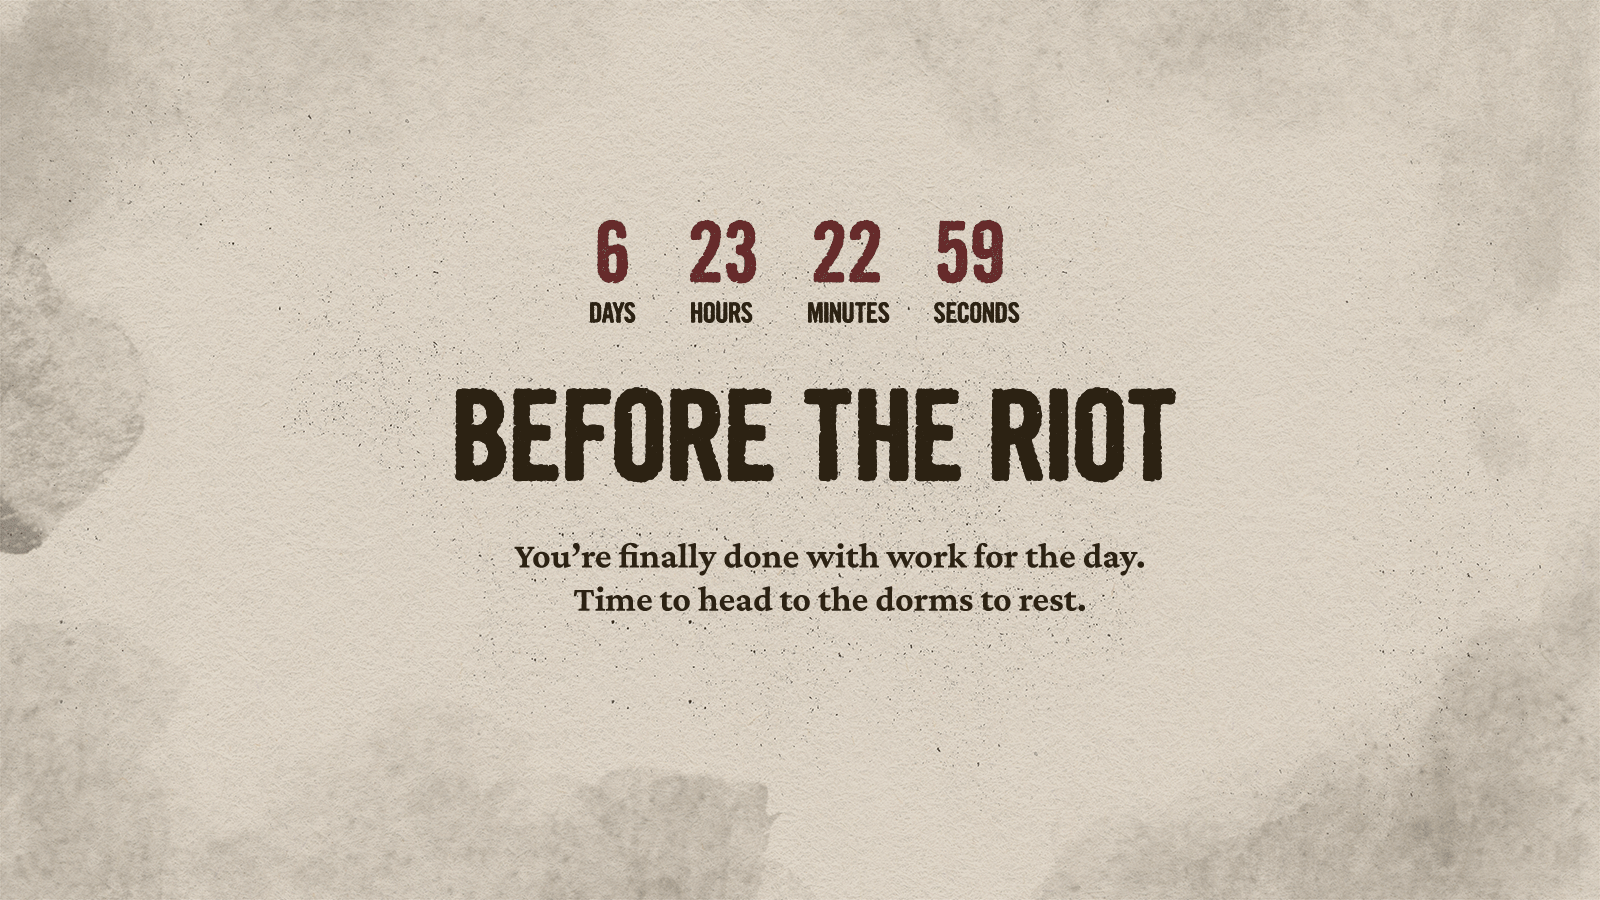 6 23 22 59
DAYS HOURS MINUTES SECONDS
BEFORE THE RIOT
You’re finally done with work for the day.
Time to head to the dorms to rest.